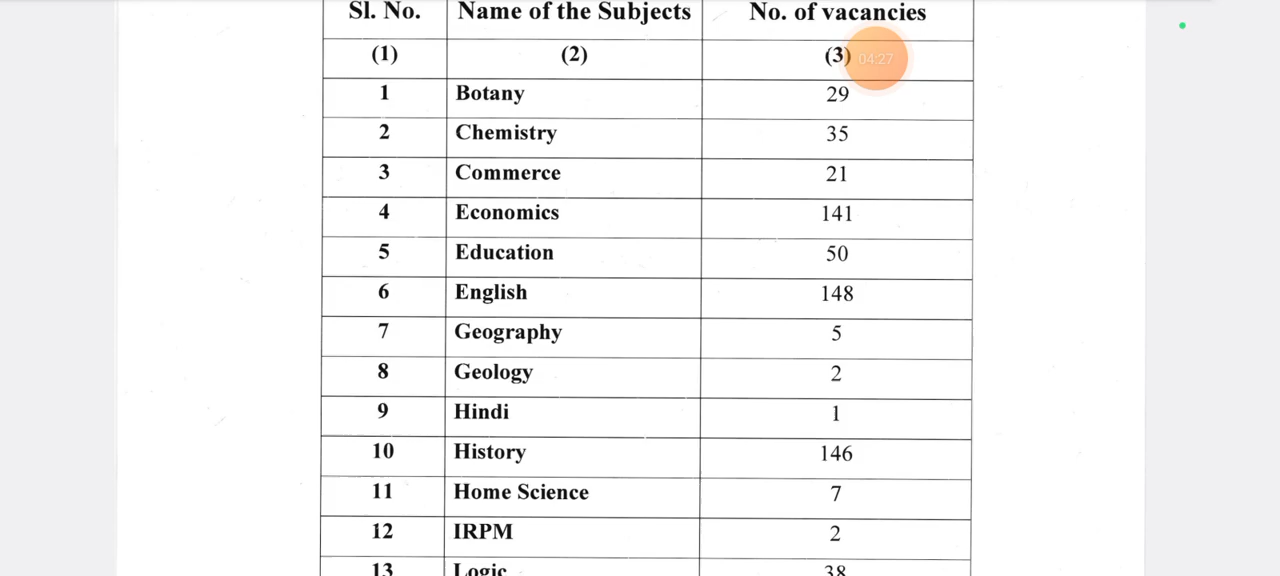 Sl. No. Name of the Subjects No. of vacancies
(1) (2) (3)
04:27
1 Botany 29
2 Chemistry 35
3 Commerce 21
4 Economics 141
5 Education 50
6 English 148
7 Geography 5
8 Geology 2
9 Hindi 1
10 History 146
11 Home Science 7
12 IRPM 2
13 Logic 38